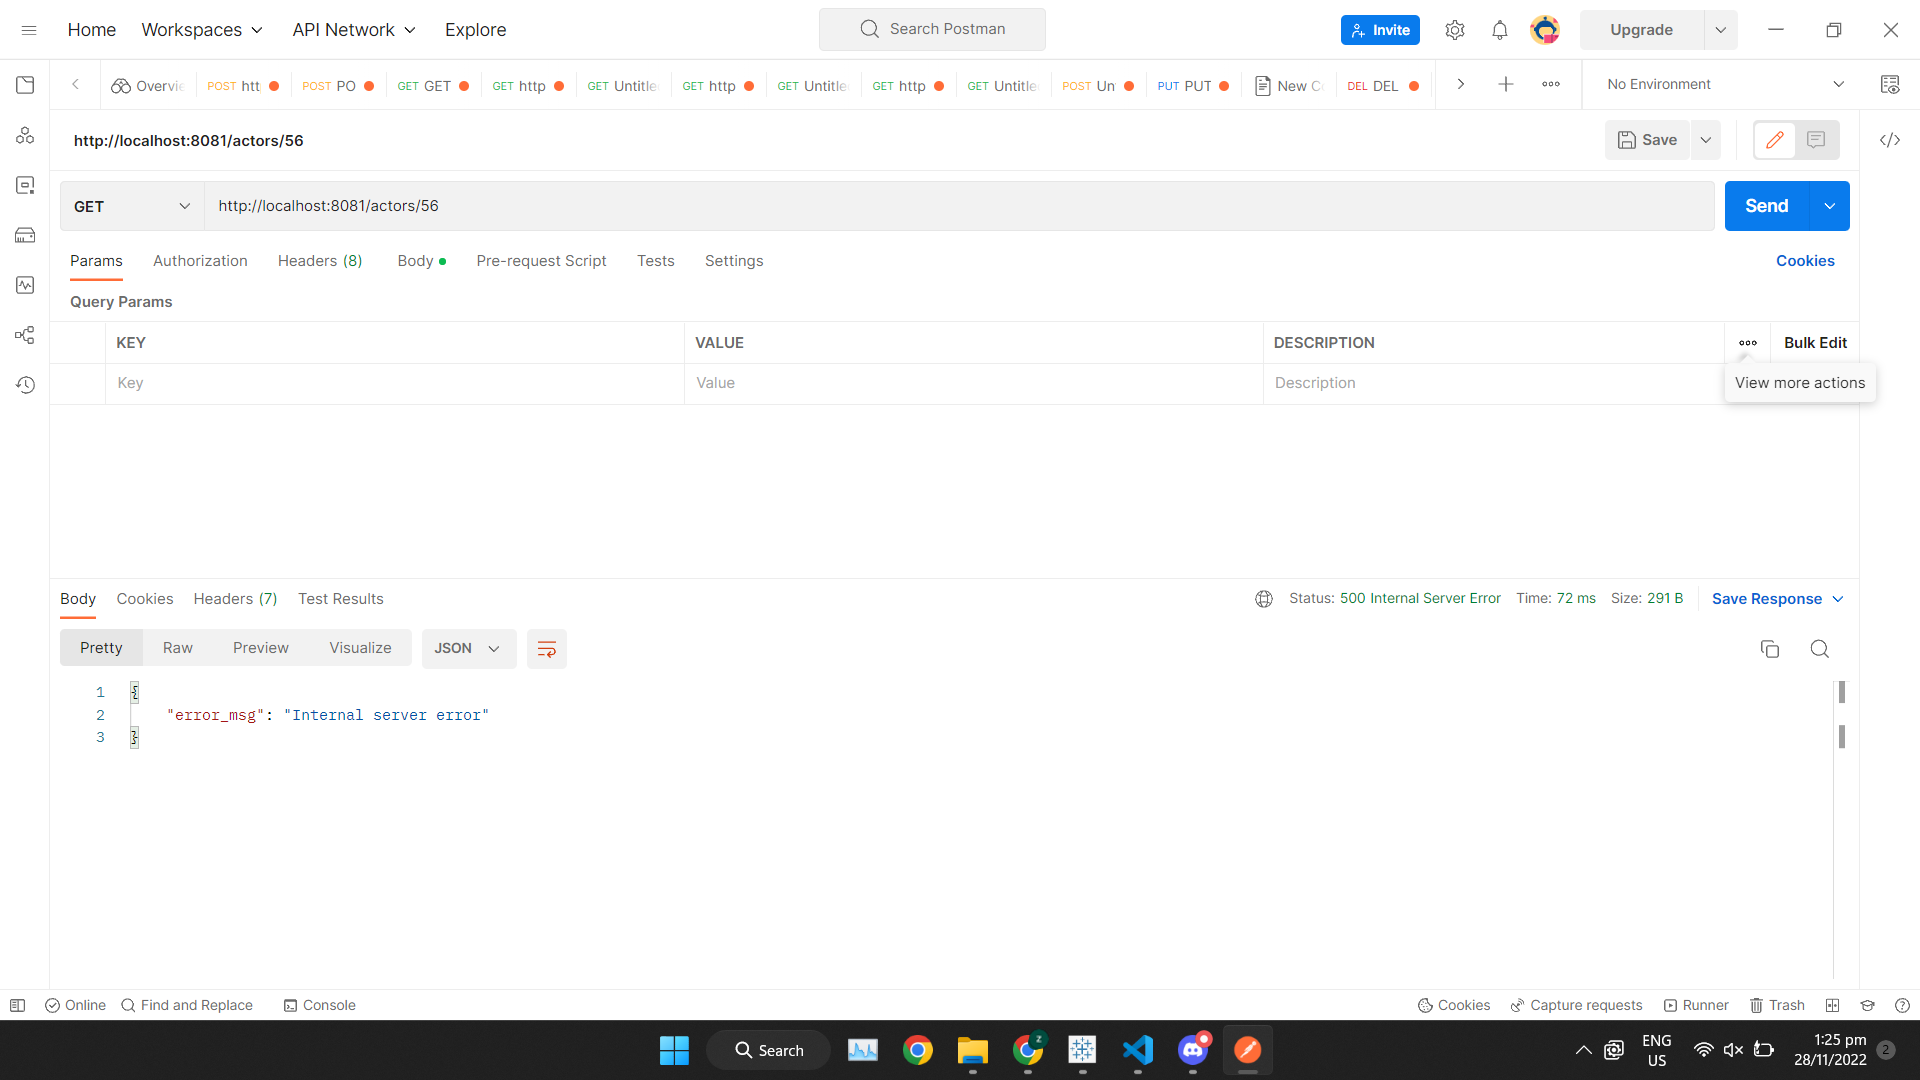 Home Workspaces API Network Explore Search Postman Invite Upgrade
Overvie POST htt POST PO GET GET GET http GET Untitle GET http GET Untitle GET http GET Untitle POST Un PUT PUT New Co DEL DEL No Environment
http://localhost:8081/actors/56 Save
GET http://localhost:8081/actors/56 Send
Params Authorization Headers (8) Body Pre-request Script Tests Settings Cookies
Query Params
KEY VALUE DESCRIPTION Bulk Edit
Key Value Description View more actions
Body Cookies Headers (7) Test Results Status: 500 Internal Server Error Time: 72 ms Size: 291 B Save Response
Pretty Raw Preview Visualize JSON
1 {
2 "error_msg": "Internal server error"
3 }
Online Find and Replace Console Cookies Capture requests Runner Trash
Search z ENG US 1:25 pm
28/11/2022 2